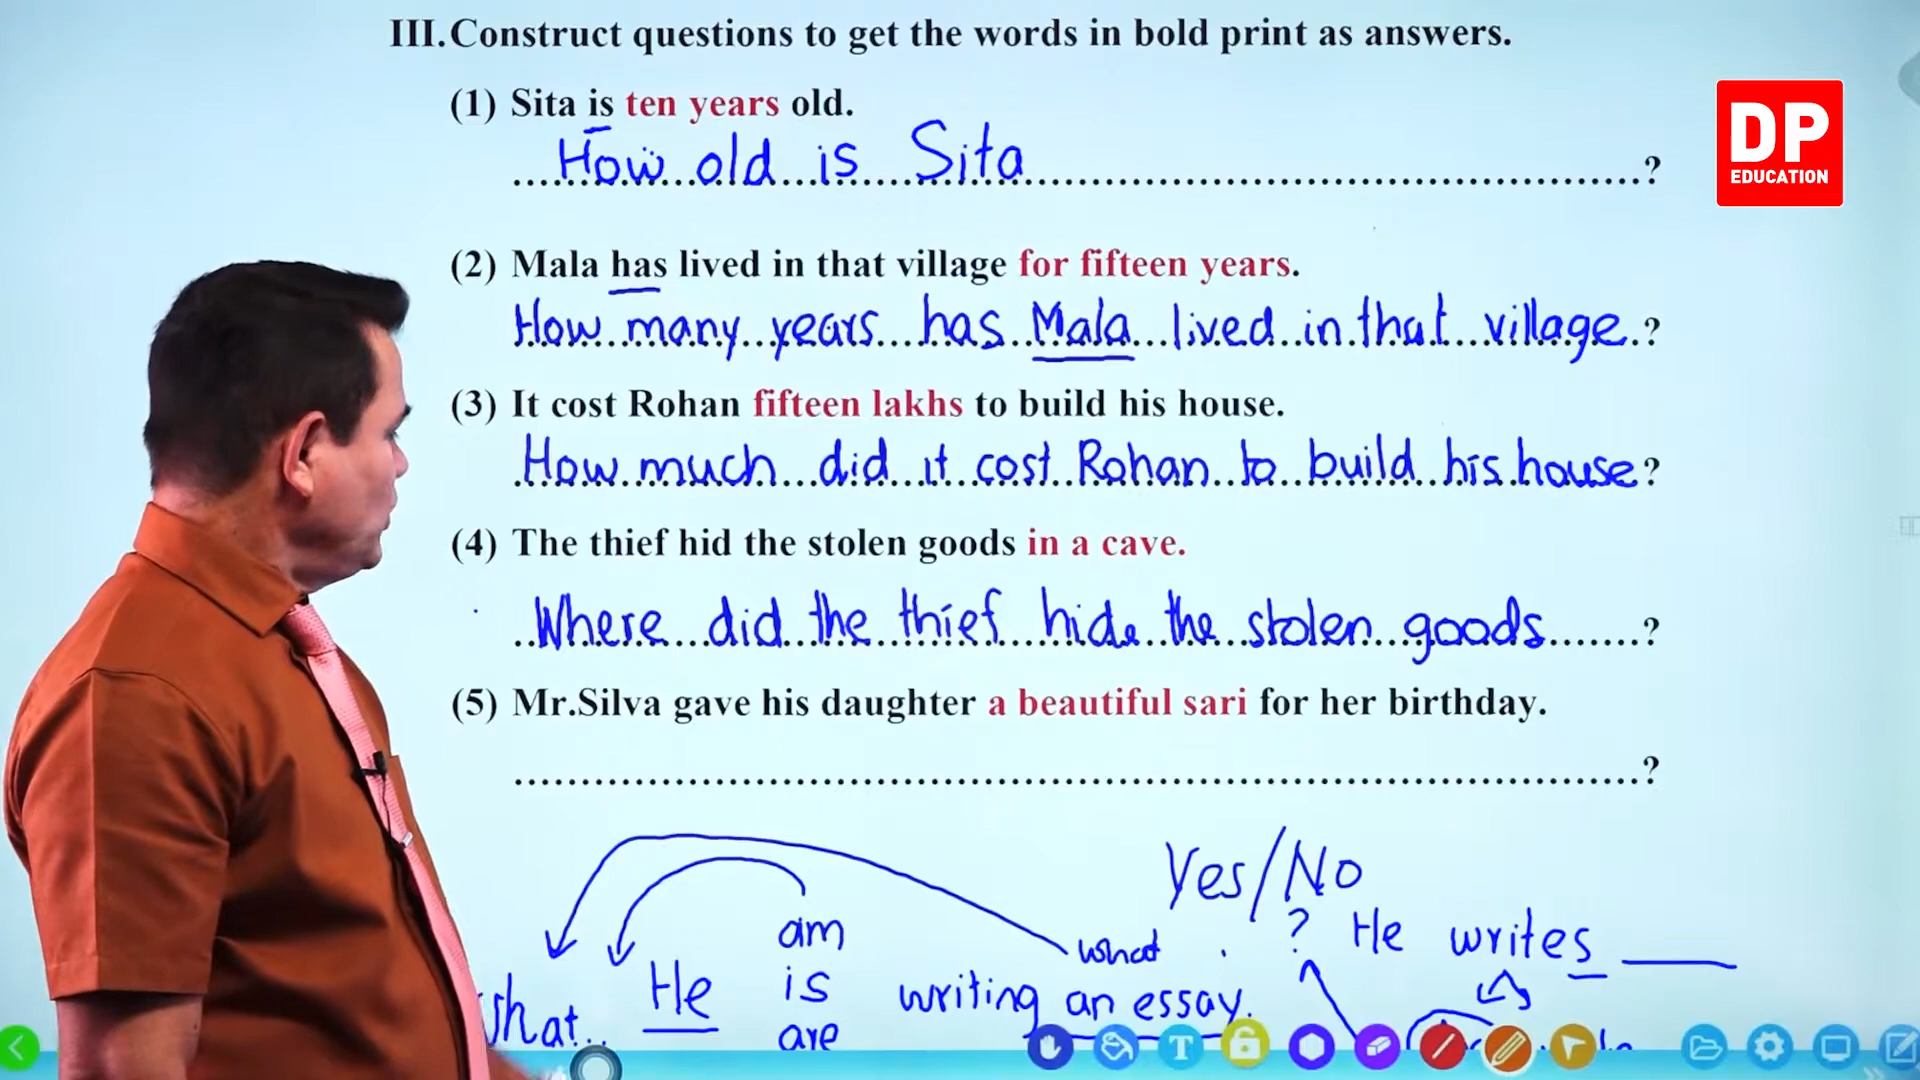 III. Construct questions to get the words in bold print as answers.
(1) Sita is ten years old.
How old is Sita ?
DP
EDUCATION
(2) Mala has lived in that village for fifteen years.
How many years has Mala lived in that village ?
(3) It cost Rohan fifteen lakhs to build his house.
How much did it cost Rohan to build his house ?
(4) The thief hid the stolen goods in a cave.
Where did the thief hide the stolen goods ?
(5) Mr.Silva gave his daughter a beautiful sari for her birthday.
?
Yes/No
am what . ? He writes
What.. He is writing an essay.
are
T